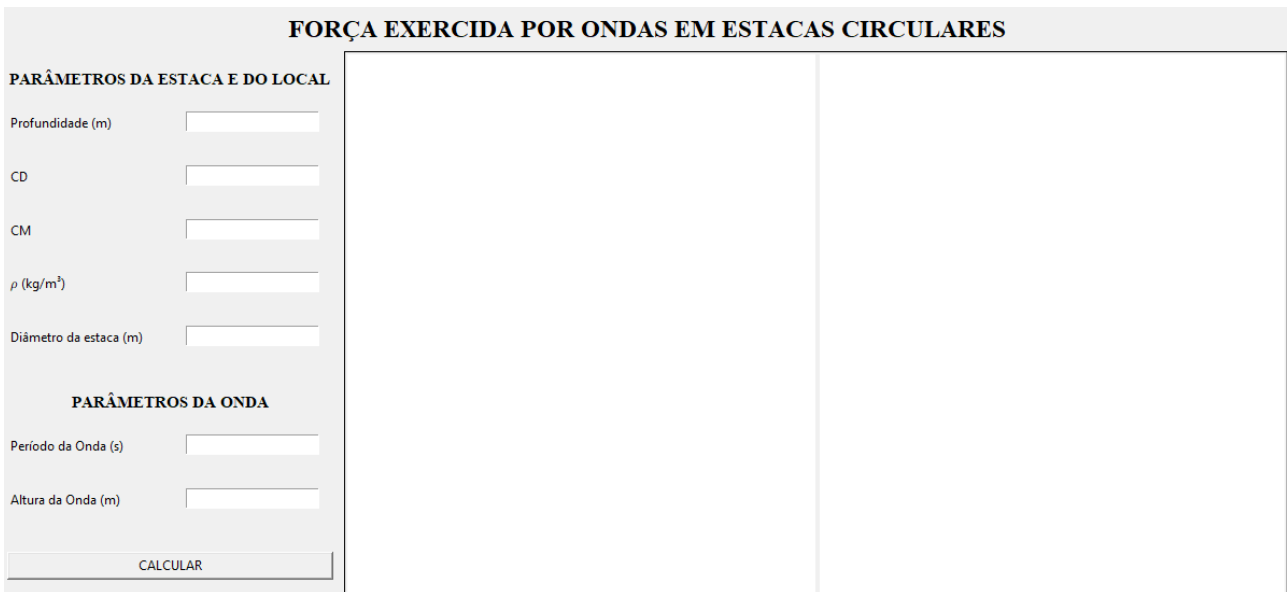 FORÇA EXERCIDA POR ONDAS EM ESTACAS CIRCULARES
PARÂMETROS DA ESTACA E DO LOCAL
Profundidade (m)
CD
CM
ρ (kg/m³)
Diâmetro da estaca (m)
PARÂMETROS DA ONDA
Período da Onda (s)
Altura da Onda (m)
CALCULAR